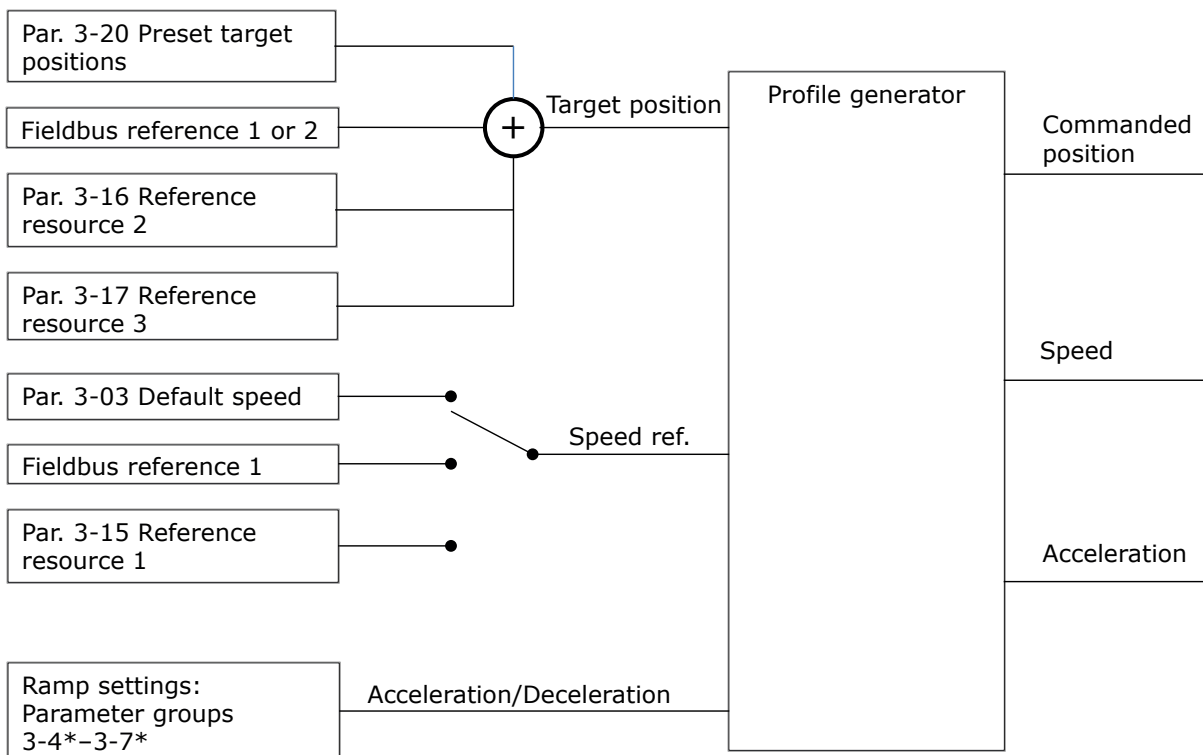 Par. 3-20 Preset target
positions
Fieldbus reference 1 or 2
Par. 3-16 Reference
resource 2
Par. 3-17 Reference
resource 3
Par. 3-03 Default speed
Fieldbus reference 1
Par. 3-15 Reference
resource 1
Ramp settings:
Parameter groups
3-4*–3-7*
+
Target position
Speed ref.
Acceleration/Deceleration
Profile generator
Commanded
position
Speed
Acceleration